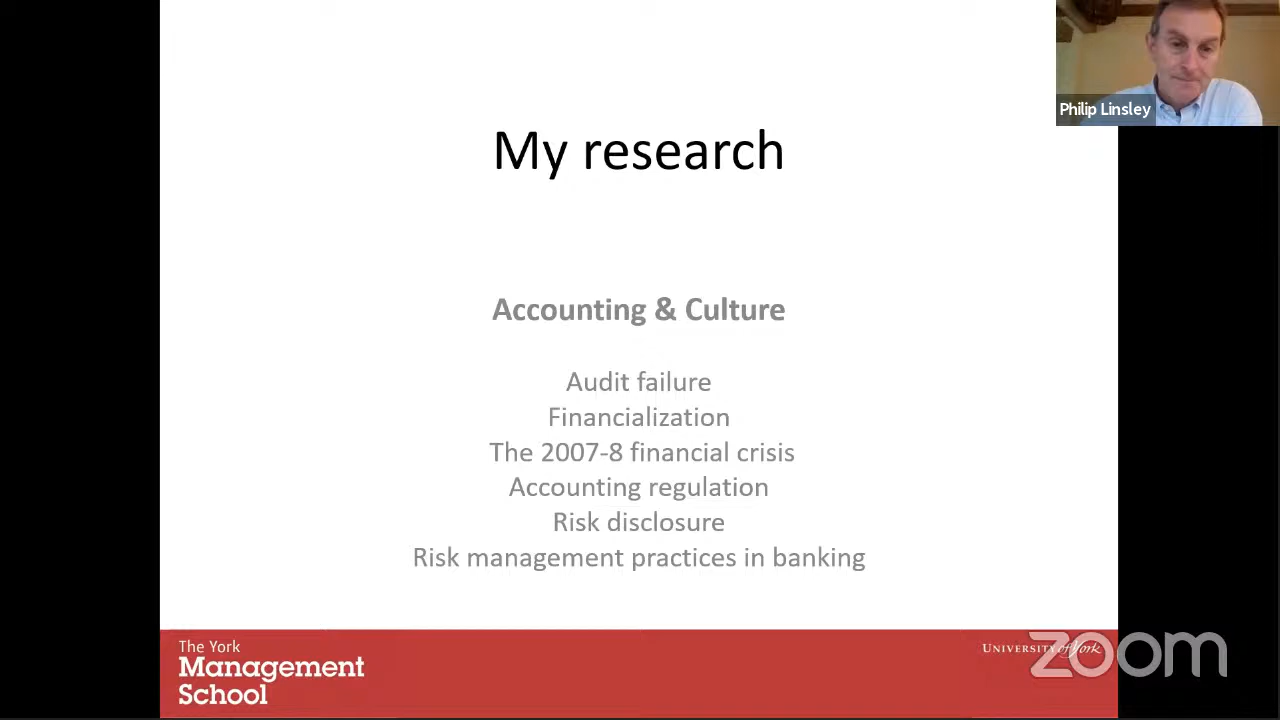 Philip Linsley
My research
Accounting & Culture
Audit failure
Financialization
The 2007-8 financial crisis
Accounting regulation
Risk disclosure
Risk management practices in banking
The York
Management
School
UNIVERSITY of York
zoom